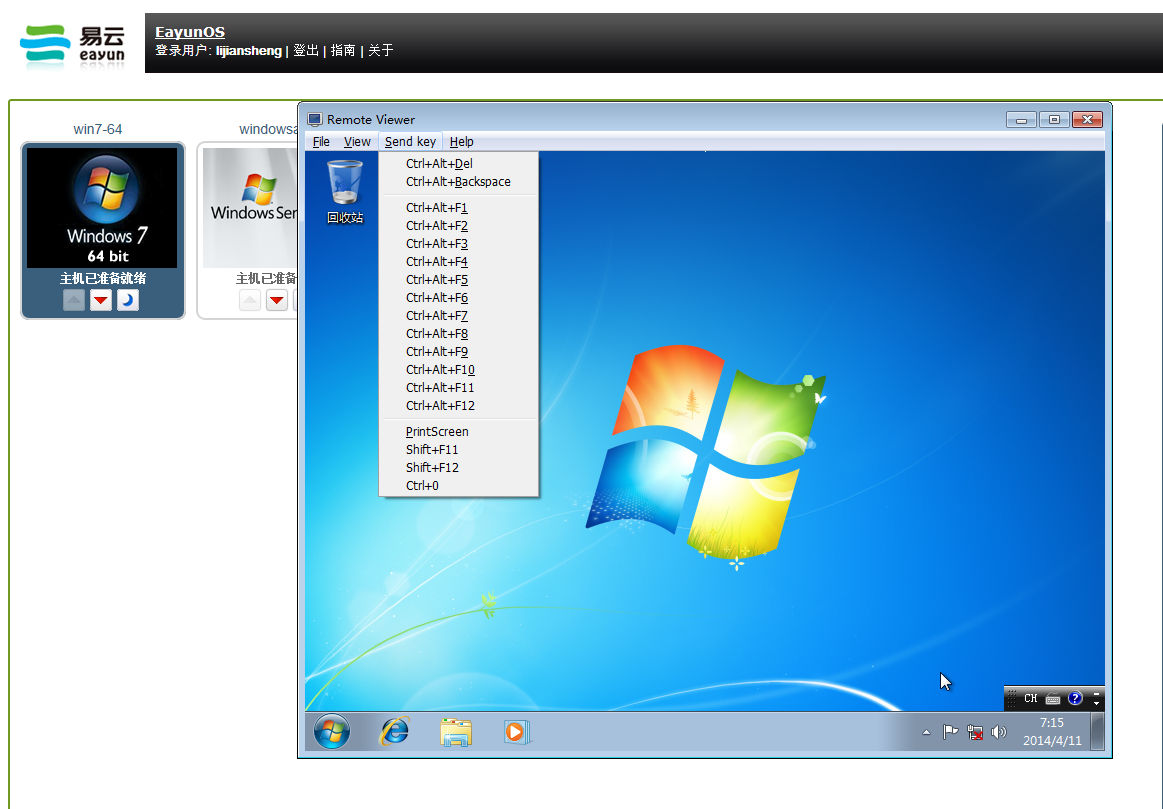 易云
eayun
EayunOS
登录用户: lijiansheng | 登出 | 指南 | 关于
win7-64
Windows 7
64 bit
主机已准备就绪
windowsa
Windows Ser
主机已准备
Remote Viewer
File View Send key Help
Ctrl+Alt+Del
Ctrl+Alt+Backspace
Ctrl+Alt+F1
Ctrl+Alt+F2
Ctrl+Alt+F3
Ctrl+Alt+F4
Ctrl+Alt+F5
Ctrl+Alt+F6
Ctrl+Alt+F7
Ctrl+Alt+F8
Ctrl+Alt+F9
Ctrl+Alt+F10
Ctrl+Alt+F11
Ctrl+Alt+F12
PrintScreen
Shift+F11
Shift+F12
Ctrl+0
回收站
CH
7:15
2014/4/11